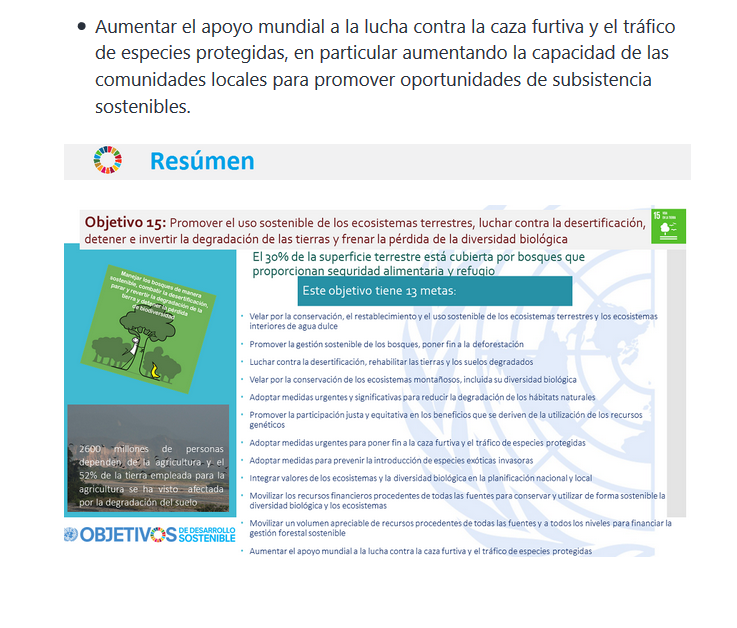 Aumentar el apoyo mundial a la lucha contra la caza furtiva y el tráfico
de especies protegidas, en particular aumentando la capacidad de las
comunidades locales para promover oportunidades de subsistencia
sostenibles.
Resúmen
Objetivo 15: Promover el uso sostenible de los ecosistemas terrestres, luchar contra la desertificación,
detener e invertir la degradación de las tierras y frenar la pérdida de la diversidad biológica
15
El 30% de la superficie terrestre está cubierta por bosques que
proporcionan seguridad alimentaria y refugio
Manejar los bosques de manera
sostenible, combatir la desertificación,
parar y revertir la degradación de la
tierra y detener la pérdida
de biodiversidad
Este objetivo tiene 13 metas:
Velar por la conservación, el restablecimiento y el uso sostenible de los ecosistemas terrestres y los ecosistemas
interiores de agua dulce
Promover la gestión sostenible de los bosques, poner fin a la deforestación
Luchar contra la desertificación, rehabilitar las tierras y los suelos degradados
Velar por la conservación de los ecosistemas montañosos, incluida su diversidad biológica
Adoptar medidas urgentes y significativas para reducir la degradación de los hábitats naturales
Promover la participación justa y equitativa en los beneficios que se deriven de la utilización de los recursos
genéticos
Adoptar medidas urgentes para poner fin a la caza furtiva y el tráfico de especies protegidas
Adoptar medidas para prevenir la introducción de especies exóticas invasoras
Integrar valores de los ecosistemas y la diversidad biológica en la planificación nacional y local
Movilizar los recursos financieros procedentes de todas las fuentes para conservar y utilizar de forma sostenible la
diversidad biológica y los ecosistemas
Movilizar un volumen apreciable de recursos procedentes de todas las fuentes y a todos los niveles para financiar la
gestión forestal sostenible
Aumentar el apoyo mundial a la lucha contra la caza furtiva y el tráfico de especies protegidas
2600 millones de personas
dependen de la agricultura y el
52% de la tierra empleada para la
agricultura se ha visto afectada
por la degradación del suelo
OBJETIVOS DE DESARROLLO
SOSTENIBLE